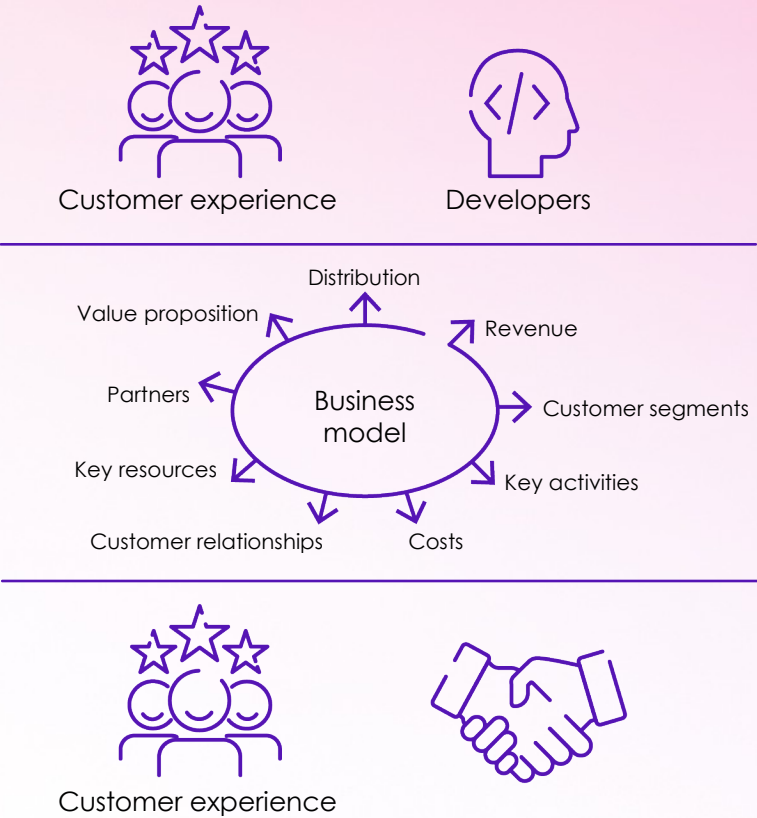 Customer experience
Developers
Distribution
Value proposition
Revenue
Partners
Business
model
Customer segments
Key resources
Key activities
Customer relationships
Costs
Customer experience